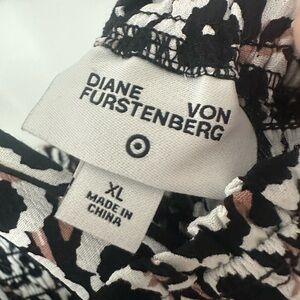 DIANE VON
FURSTENBERG
XL
MADE IN
CHINA